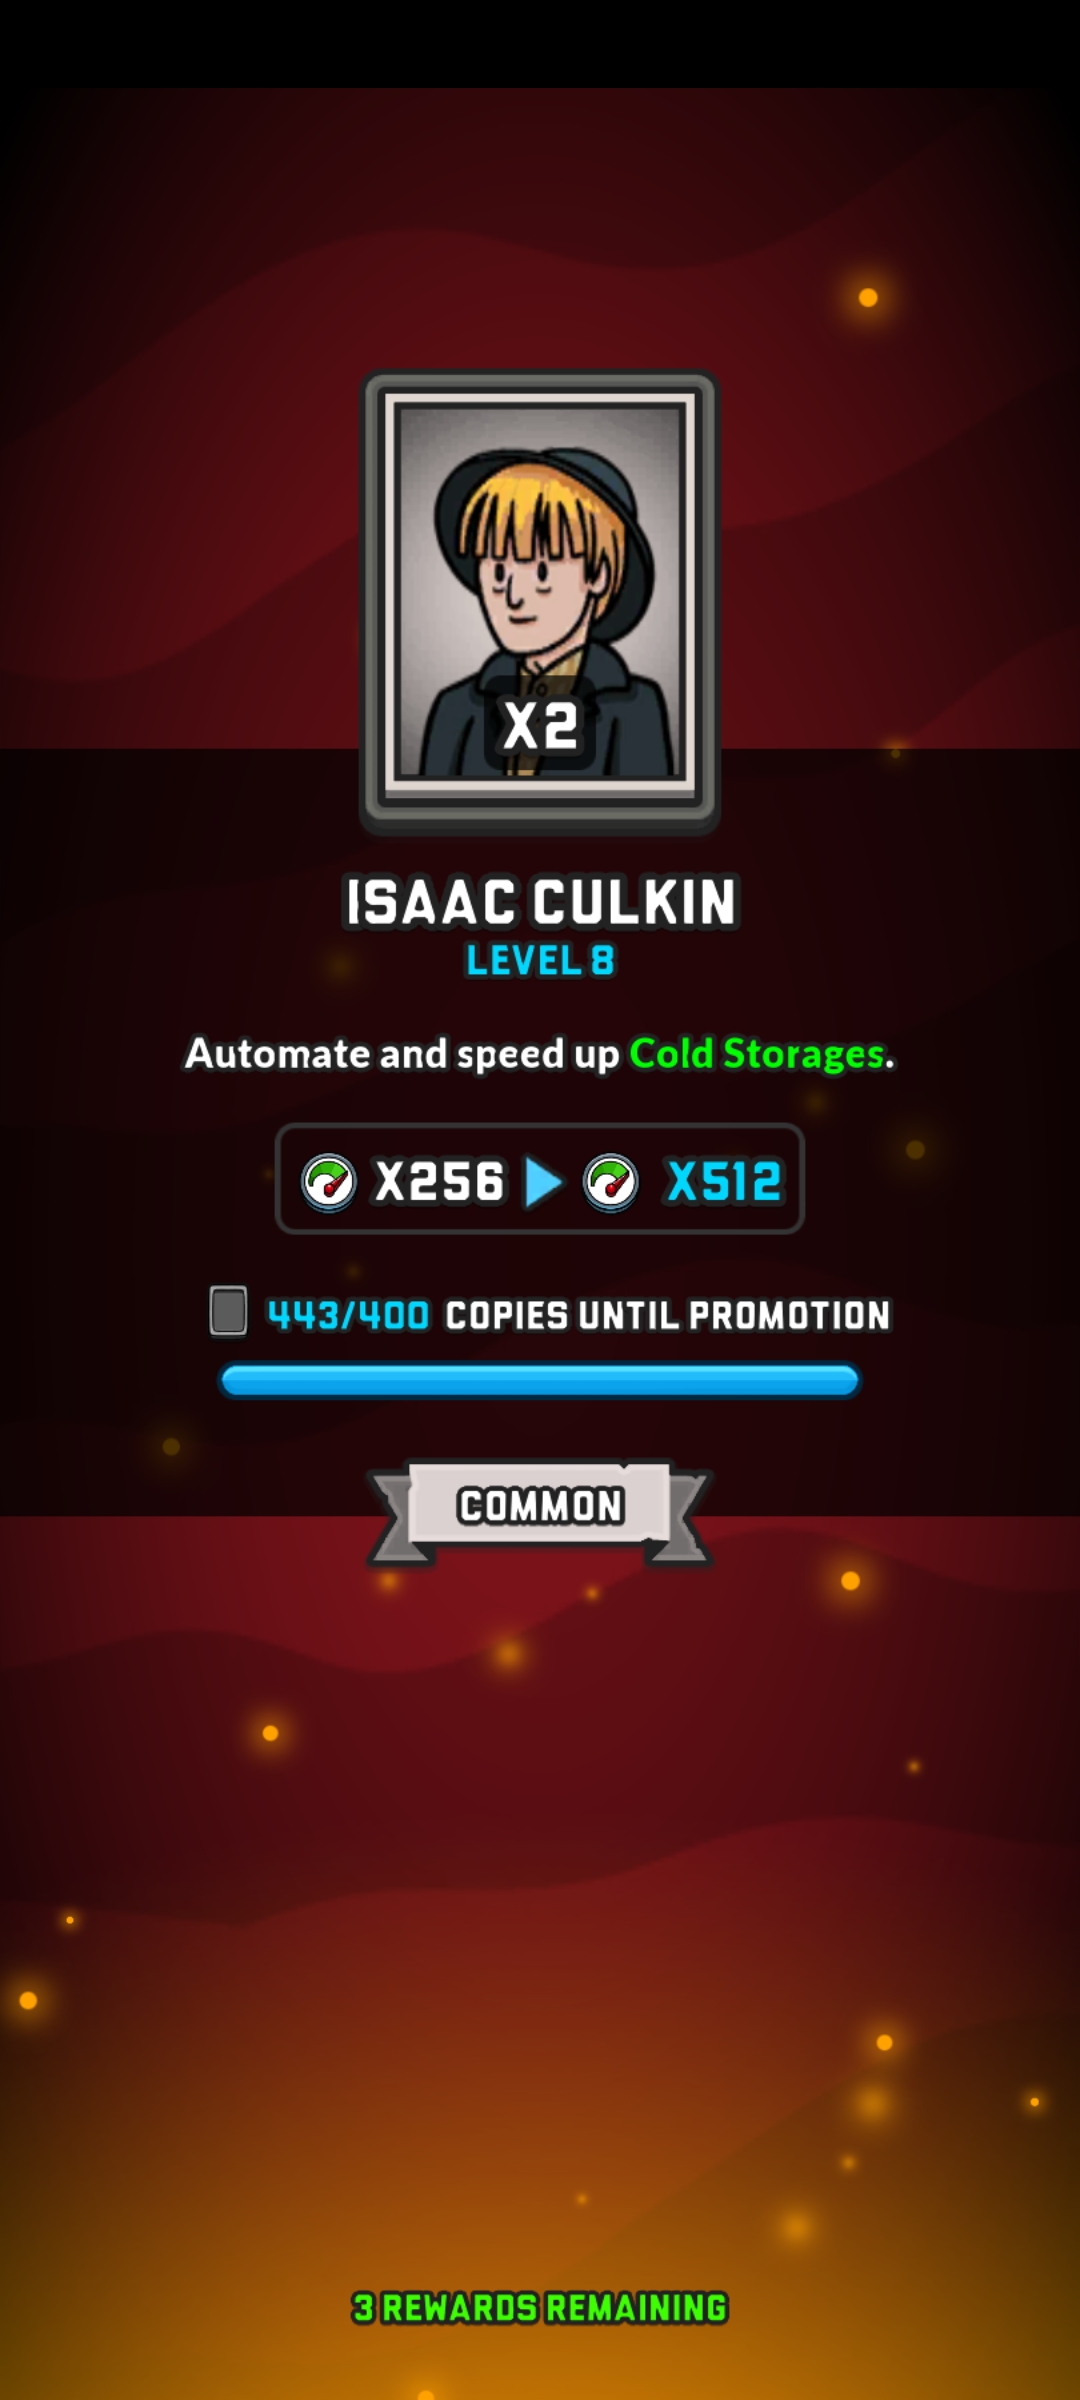 X2
ISAAC CULKIN
LEVEL 8
Automate and speed up Cold Storages.
X256 X512
443/400 COPIES UNTIL PROMOTION
COMMON
3 REWARDS REMAINING